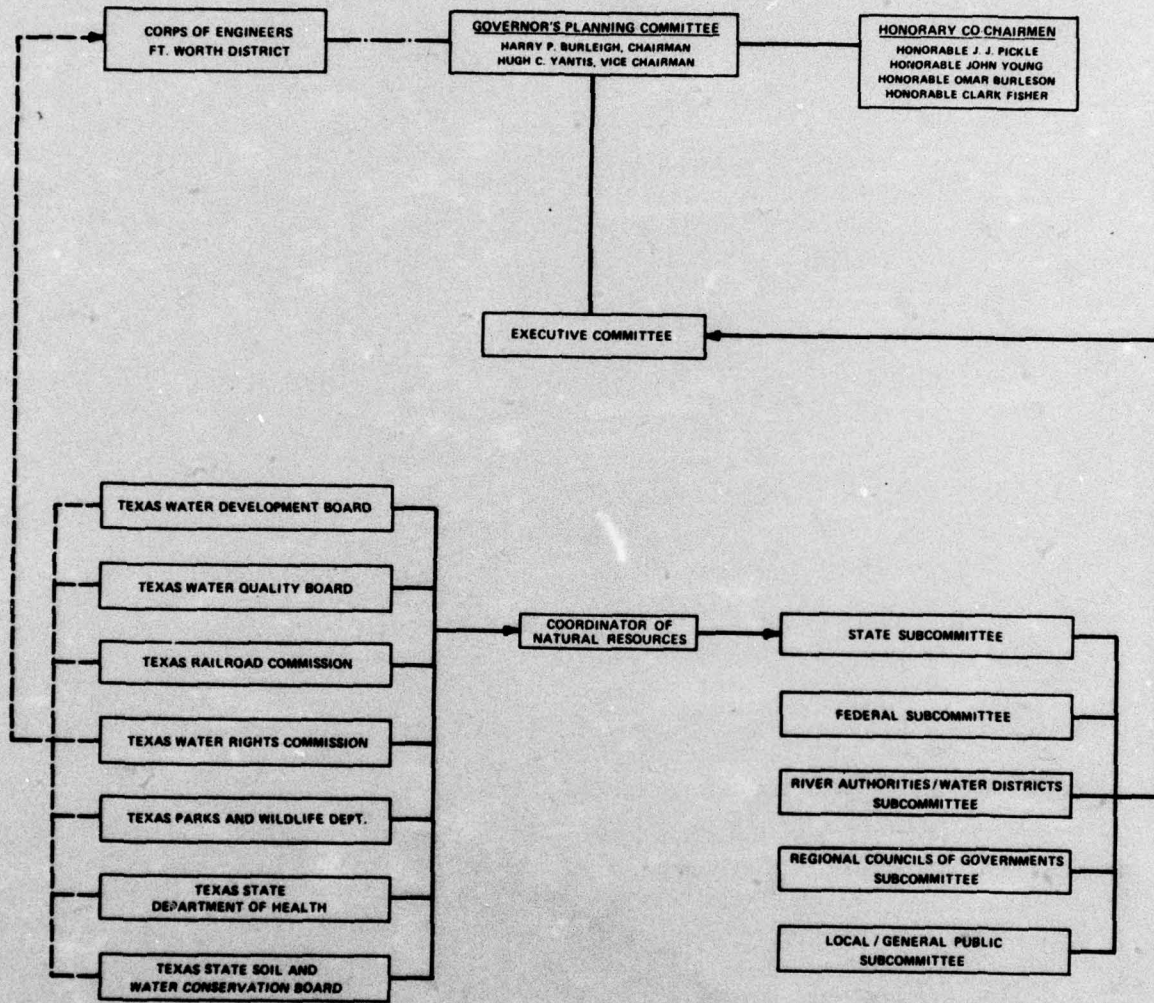 CORPS OF ENGINEERS
FT. WORTH DISTRICT
GOVERNOR'S PLANNING COMMITTEE
HARRY P. BURLEIGH, CHAIRMAN
HUGH C. YANTIS, VICE CHAIRMAN
HONORARY CO CHAIRMEN
HONORABLE J. J. PICKLE
HONORABLE JOHN YOUNG
HONORABLE OMAR BURLESON
HONORABLE CLARK FISHER
EXECUTIVE COMMITTEE
TEXAS WATER DEVELOPMENT BOARD
TEXAS WATER QUALITY BOARD
TEXAS RAILROAD COMMISSION
TEXAS WATER RIGHTS COMMISSION
TEXAS PARKS AND WILDLIFE DEPT.
TEXAS STATE
DEPARTMENT OF HEALTH
TEXAS STATE SOIL AND
WATER CONSERVATION BOARD
COORDINATOR OF
NATURAL RESOURCES
STATE SUBCOMMITTEE
FEDERAL SUBCOMMITTEE
RIVER AUTHORITIES/WATER DISTRICTS
SUBCOMMITTEE
REGIONAL COUNCILS OF GOVERNMENTS
SUBCOMMITTEE
LOCAL / GENERAL PUBLIC
SUBCOMMITTEE